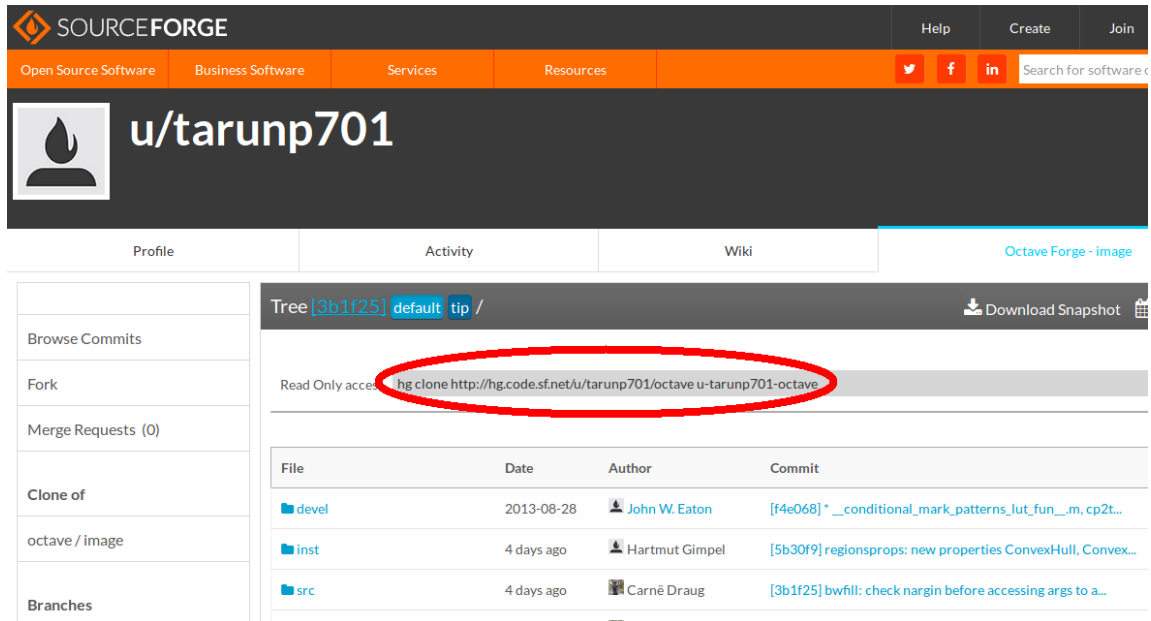 SOURCEFORGE
Help Create Join
Open Source Software Business Software Services Resources
Search for software
u/tarunp701
Profile Activity Wiki Octave Forge - image
Tree [3b1f25] default tip /
Download Snapshot
Browse Commits
Fork
Merge Requests (0)
Clone of
octave / image
Branches
Read Only acces hg clone http://hg.code.sf.net/u/tarunp701/octave u-tarunp701-octave
File Date Author Commit
devel 2013-08-28 John W. Eaton [f4e068] * __conditional_mark_patterns_lut_fun__.m, cp2t...
inst 4 days ago Hartmut Gimpel [5b30f9] regionsprops: new properties ConvexHull, Convex...
src 4 days ago Carnë Draug [3b1f25] bwfill: check nargin before accessing args to a...